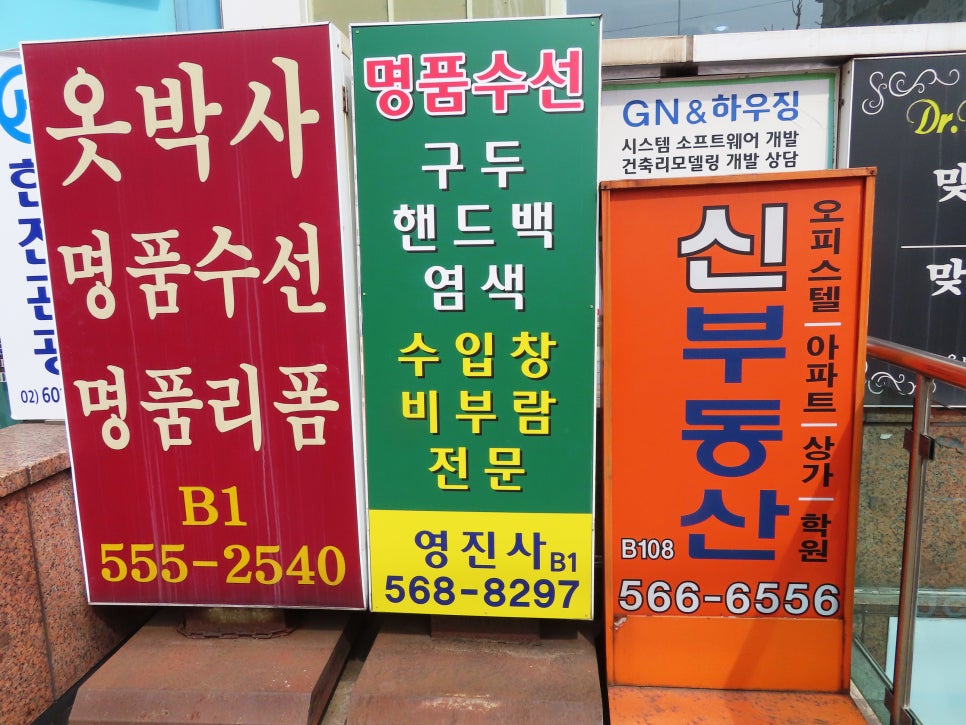 옷박사
명품수선
명품리폼
B1
555-2540
명품수선
구두
핸드백
염색
수입창
비부람
전문
영진사 B1
568-8297
GN & 하우징
시스템 소프트웨어 개발
건축리모델링 개발 상담
신부동산
오피스텔 | 아파트 | 상가 | 학원
B108
566-6556
Dr.
맞
맞
02) 60